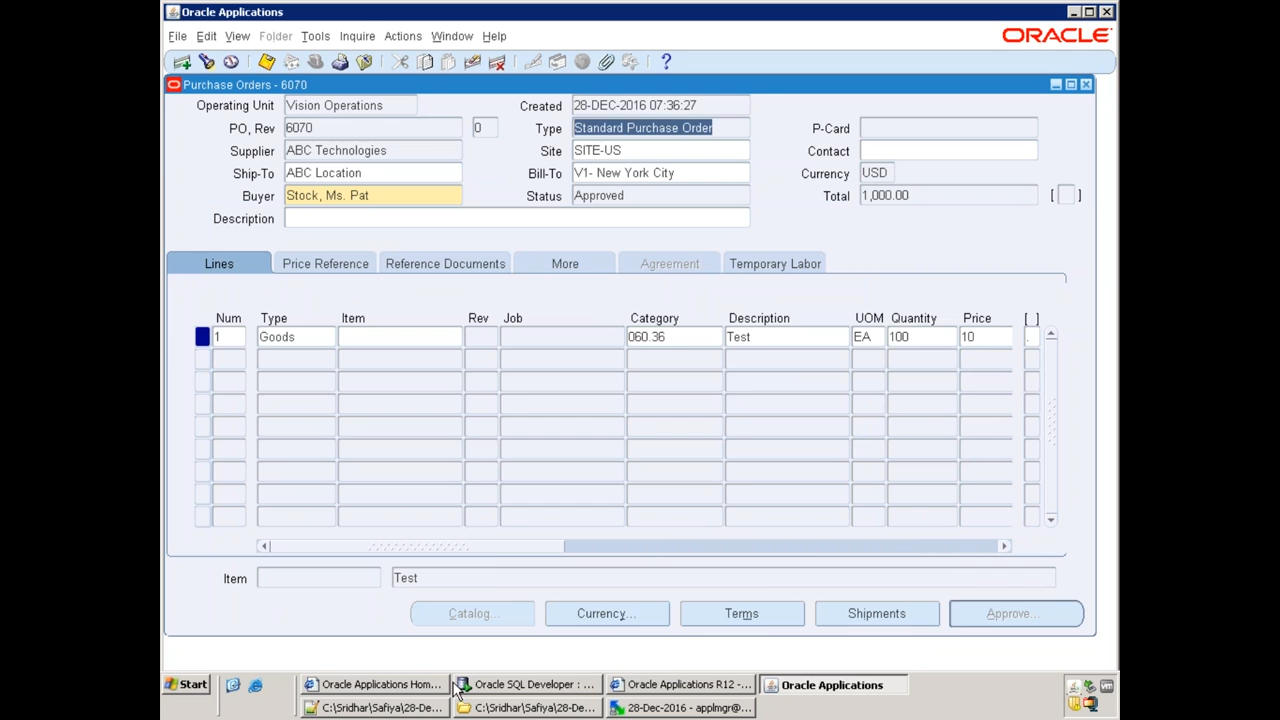 Oracle Applications
File Edit View Folder Tools Inquire Actions Window Help
ORACLE
Purchase Orders - 6070
Operating Unit Vision Operations Created 28-DEC-2016 07:36:27
PO, Rev 6070 0 Type Standard Purchase Order P-Card
Supplier ABC Technologies Site SITE-US Contact
Ship-To ABC Location Bill-To V1- New York City Currency USD
Buyer Stock, Ms. Pat Status Approved Total 1,000.00 [ ]
Description
Lines Price Reference Reference Documents More Agreement Temporary Labor
Num Type Item Rev Job Category Description UOM Quantity Price [ ]
1 Goods 060.36 Test EA 100 10 .
Item Test
Catalog... Currency... Terms Shipments Approve...
Start Oracle Applications Hom... Oracle SQL Developer : ... Oracle Applications R12 -... Oracle Applications
C:\Sridhar\Safiya\28-De... C:\Sridhar\Safiya\28-De... 28-Dec-2016 - applmgr@...